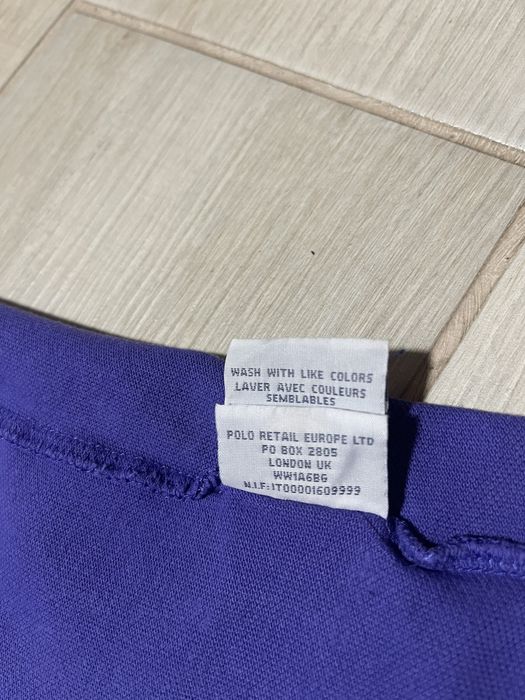 WASH WITH LIKE COLORS
LAVER AVEC COULEURS
SEMBLABLES
POLO RETAIL EUROPE LTD
PO BOX 2805
LONDON UK
WW1A6BG
N.I.F:IT00001609999